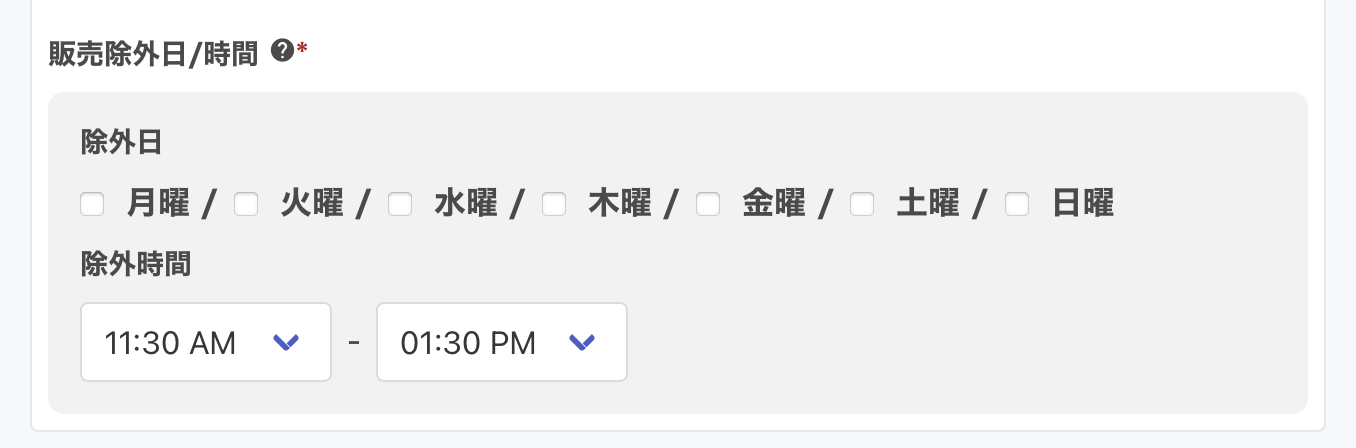 販売除外日/時間 ?*
除外日
月曜 / 火曜 / 水曜 / 木曜 / 金曜 / 土曜 / 日曜
除外時間
11:30 AM - 01:30 PM